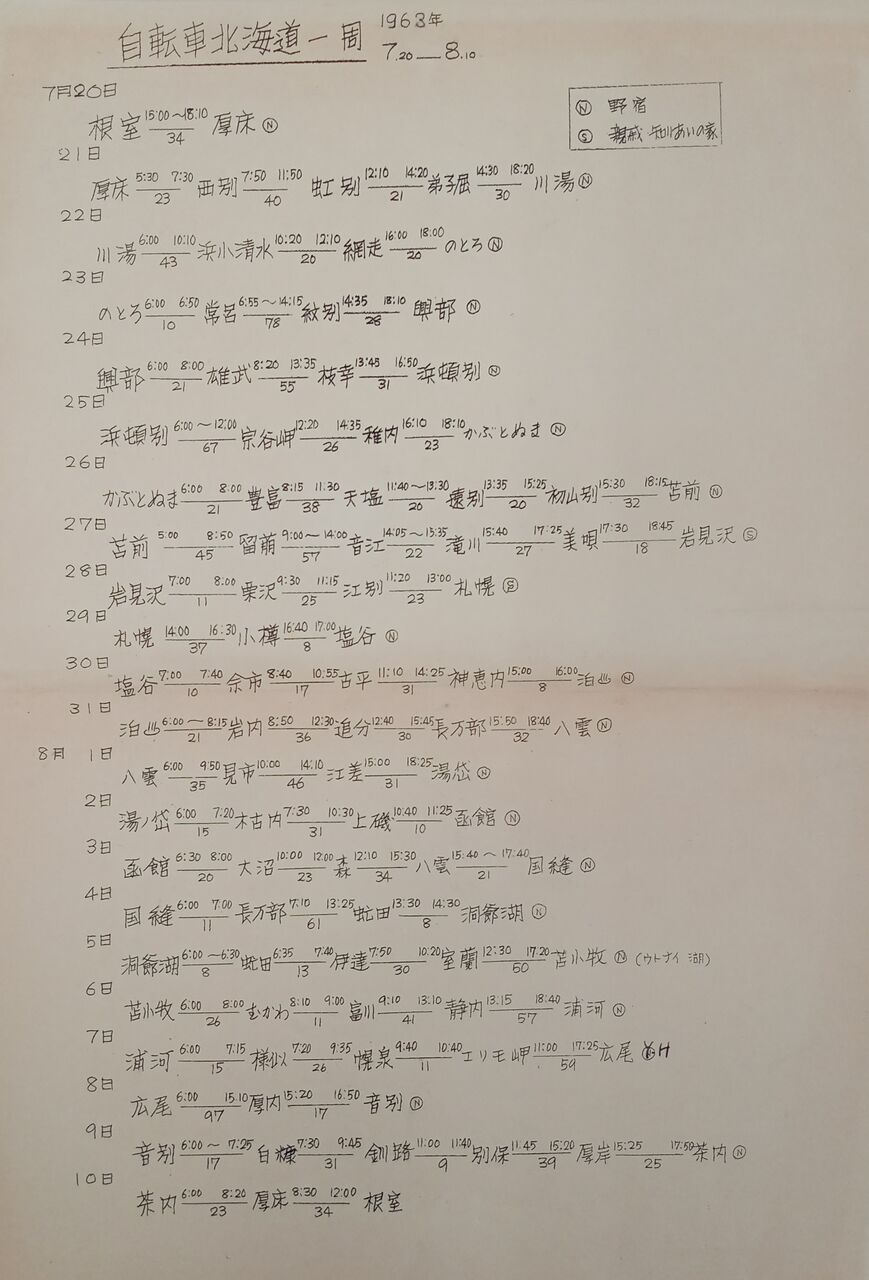 自転車北海道一周 1963年
7.20―8.10
7月20日
Ⓝ 野宿
Ⓢ 親戚 知りあいの家
根室 15:00～18:10 34 厚床 Ⓝ
21日
厚床 5:30 7:30 23 西別 7:50 11:50 40 虹別 12:10 14:20 21 弟子屈 14:30 18:20 30 川湯 Ⓝ
22日
川湯 6:00 10:10 43 浜小清水 10:20 12:10 20 網走 16:00 18:00 20 のとろ Ⓝ
23日
のとろ 6:00 6:50 10 常呂 6:55～14:15 78 紋別 14:35 18:10 28 興部 Ⓝ
24日
興部 6:00 8:00 21 雄武 8:20 13:35 55 枝幸 13:45 16:50 31 浜頓別 Ⓝ
25日
浜頓別 6:00～12:00 67 宗谷岬 12:20 14:35 26 稚内 16:10 18:10 23 かぶとぬま Ⓝ
26日
かぶとぬま 6:00 8:00 21 豊富 8:15 11:30 38 天塩 11:40～13:30 20 遠別 13:35 15:25 20 初山別 15:30 18:15 32 苫前 Ⓝ
27日
苫前 5:00 8:50 45 留萌 9:00～14:00 57 音江 14:05～15:35 22 滝川 15:40 17:25 27 美唄 17:30 18:45 18 岩見沢 Ⓢ
28日
岩見沢 7:00 8:00 11 栗沢 9:30 11:15 25 江別 11:20 13:00 23 札幌 Ⓢ
29日
札幌 14:00 16:30 37 小樽 16:40 17:00 8 塩谷 Ⓝ
30日
塩谷 7:00 7:40 10 余市 8:40 10:55 17 古平 11:10 14:25 31 神恵内 15:00 16:00 8 泊♨ Ⓝ
31日
泊♨ 6:00～8:15 21 岩内 8:50 12:30 36 追分 12:40 15:45 30 長万部 15:50 18:40 32 八雲 Ⓝ
8月 1日
八雲 6:00 9:50 35 見市 10:00 14:10 46 江差 15:00 18:25 31 湯岱 Ⓝ
2日
湯ノ岱 6:00 7:20 15 木古内 7:30 10:30 31 上磯 10:40 11:25 10 函館 Ⓝ
3日
函館 6:30 8:00 20 大沼 10:00 12:00 23 森 12:10 15:30 34 八雲 15:40～17:40 21 国縫 Ⓝ
4日
国縫 6:00 7:00 11 長万部 7:10 13:25 61 虻田 13:30 14:30 8 洞爺湖 Ⓝ
5日
洞爺湖 6:00～6:30 8 虻田 6:35 7:40 13 伊達 7:50 10:20 30 室蘭 12:30 17:20 50 苫小牧 Ⓝ (ウトナイ湖)
6日
苫小牧 6:00 8:00 26 むかわ 8:10 9:00 11 富川 9:10 13:10 41 静内 13:15 18:40 57 浦河 Ⓝ
7日
浦河 6:00 7:15 15 様似 7:20 9:35 26 幌泉 9:40 10:40 11 エリモ岬 11:00 17:25 59 広尾 YH
8日
広尾 6:00 15:10 97 厚内 15:20 16:50 17 音別 Ⓝ
9日
音別 6:00～7:25 17 白糠 7:30 9:45 31 釧路 11:00 11:40 9 別保 11:45 15:20 39 厚岸 15:25 17:50 25 茶内 Ⓝ
10日
茶内 6:00 8:20 23 厚床 8:30 12:00 34 根室